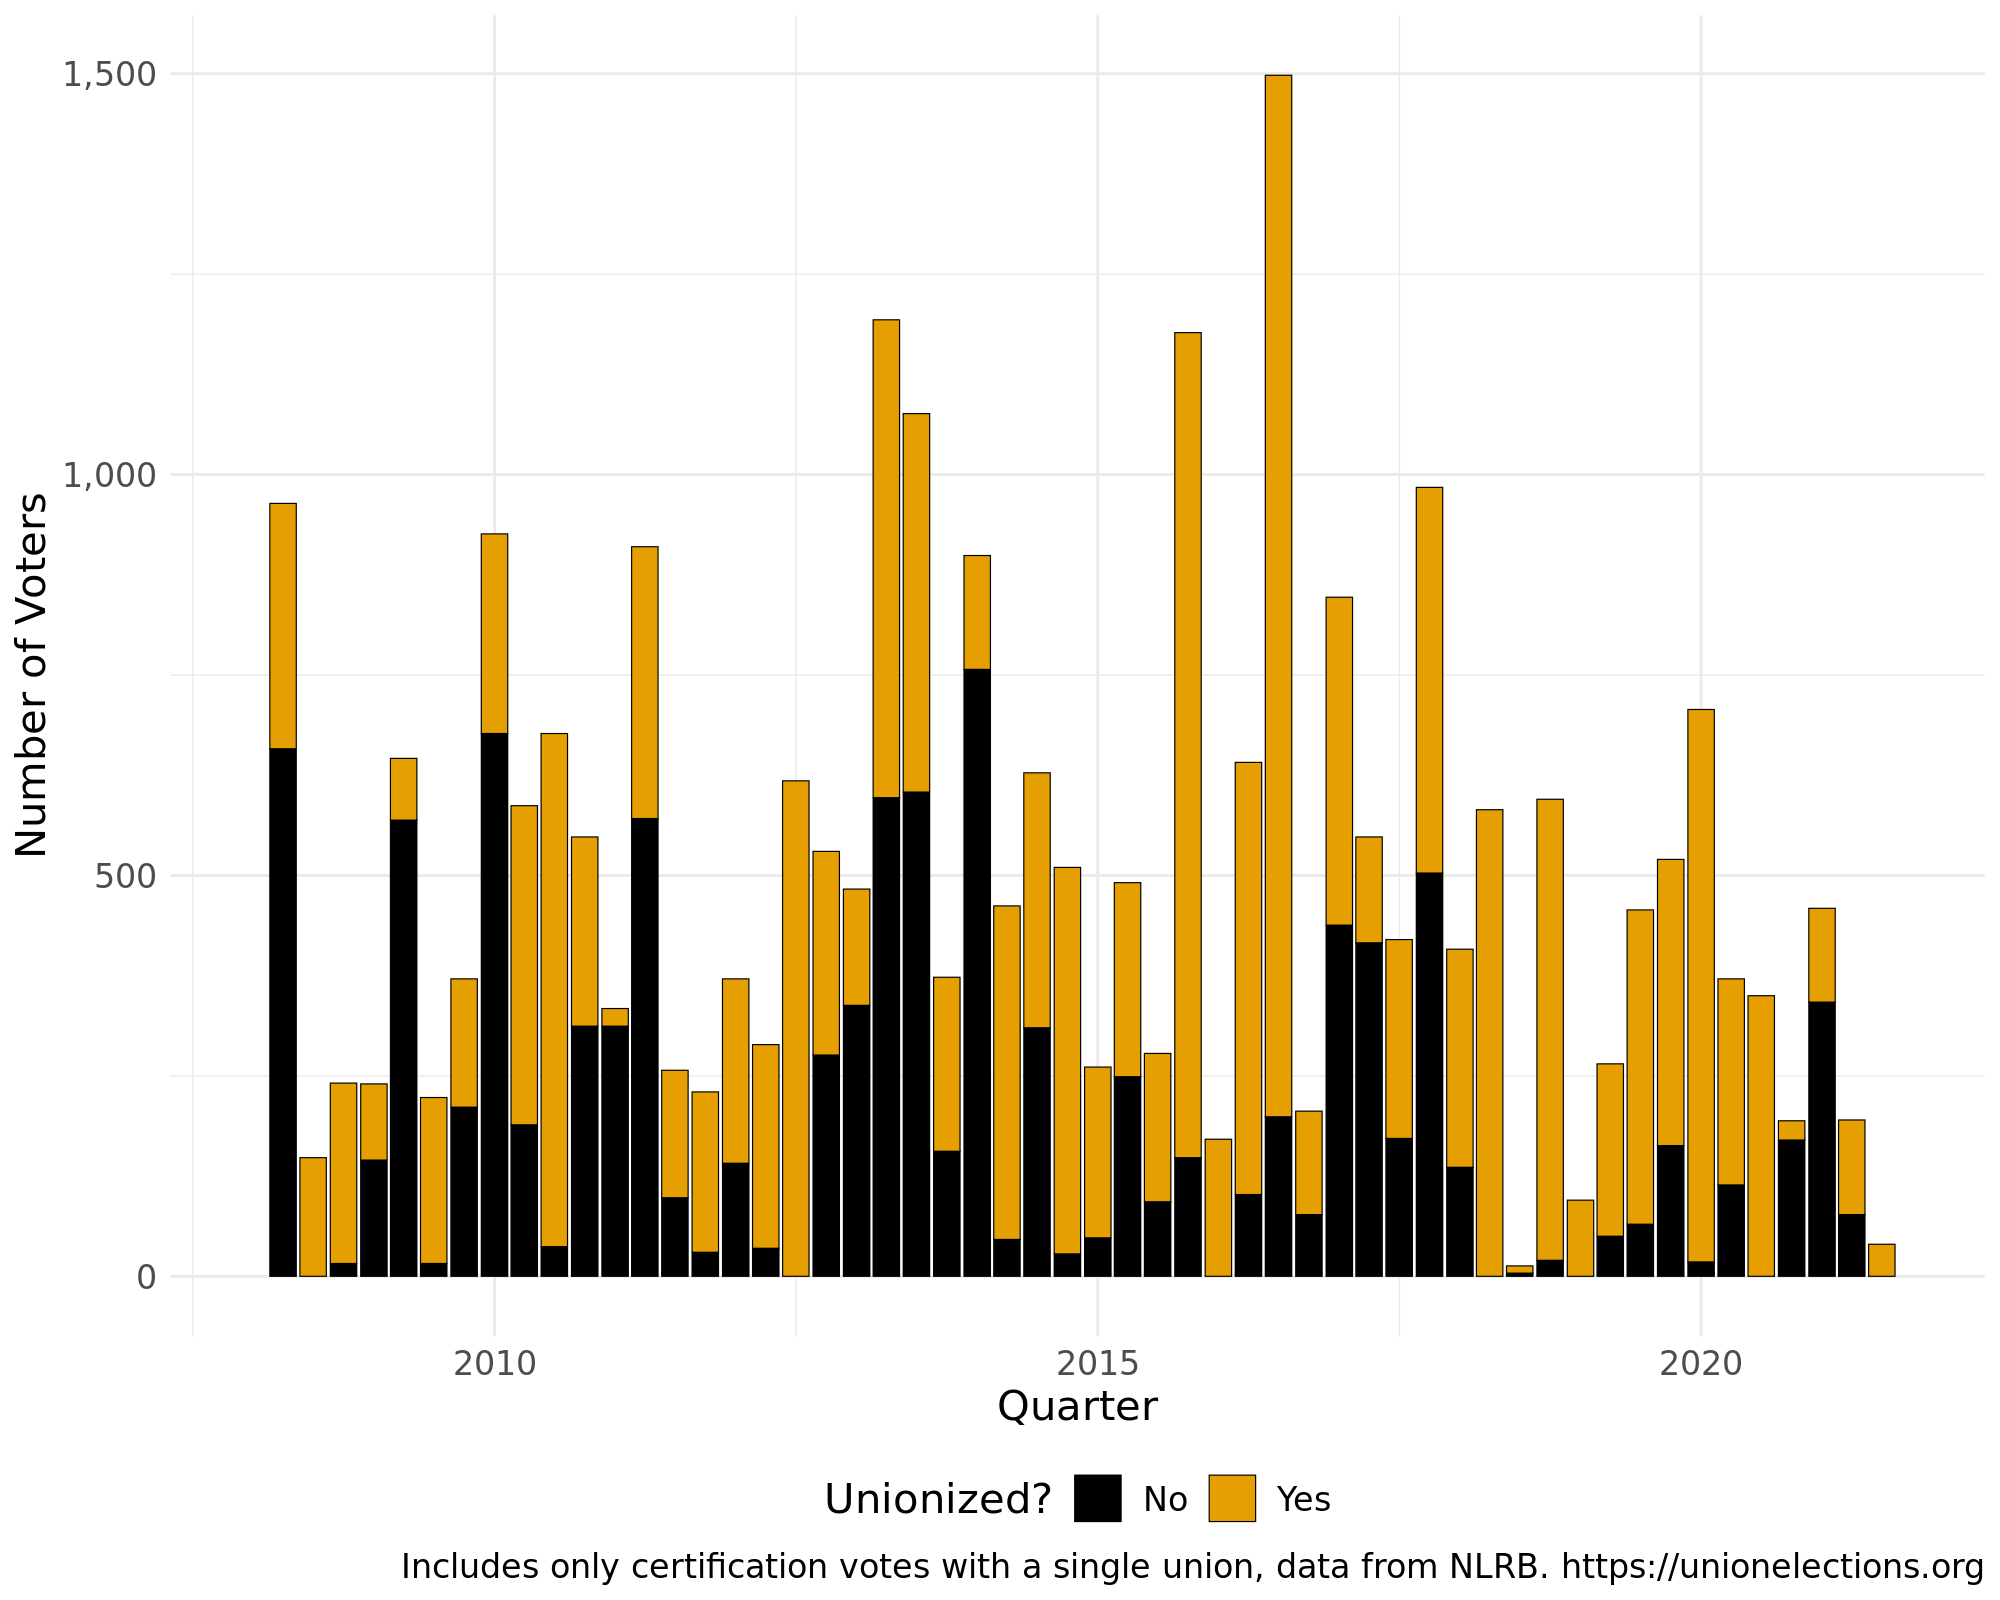 1,500
1,000
500
0
Number of Voters
2010 2015 2020
Quarter
Unionized? No Yes
Includes only certification votes with a single union, data from NLRB. https://unionelections.org